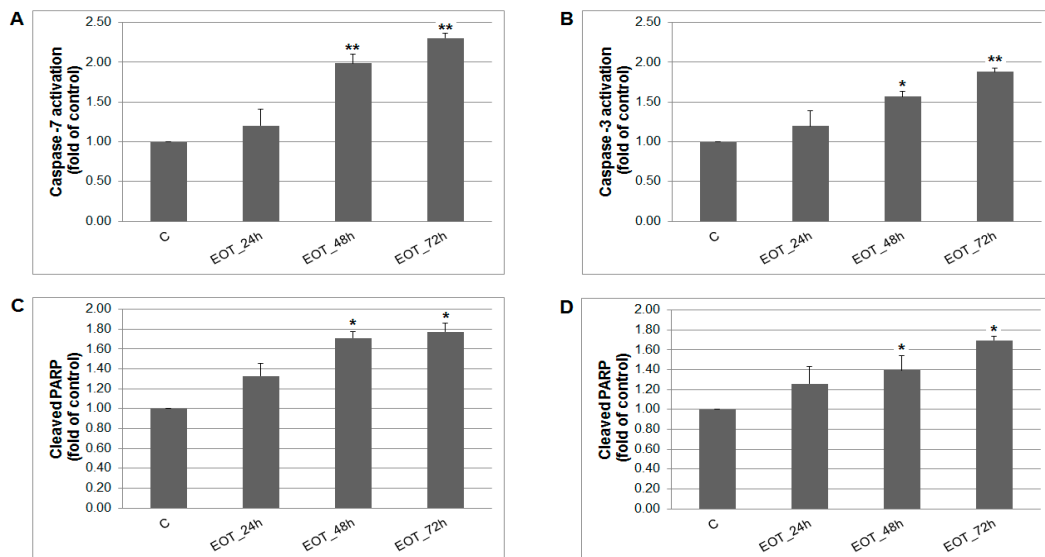 A
Caspase -7 activation
(fold of control)
2.50
2.00
1.50
1.00
0.50
0.00
**
**
C
EOT_24h
EOT_48h
EOT_72h
B
Caspase -3 activation
(fold of control)
2.50
2.00
1.50
1.00
0.50
0.00
*
**
C
EOT_24h
EOT_48h
EOT_72h
C
Cleaved PARP
(fold of control)
2.00
1.80
1.60
1.40
1.20
1.00
0.80
0.60
0.40
0.20
0.00
*
*
C
EOT_24h
EOT_48h
EOT_72h
D
Cleaved PARP
(fold of control)
2.00
1.80
1.60
1.40
1.20
1.00
0.80
0.60
0.40
0.20
0.00
*
*
C
EOT_24h
EOT_48h
EOT_72h